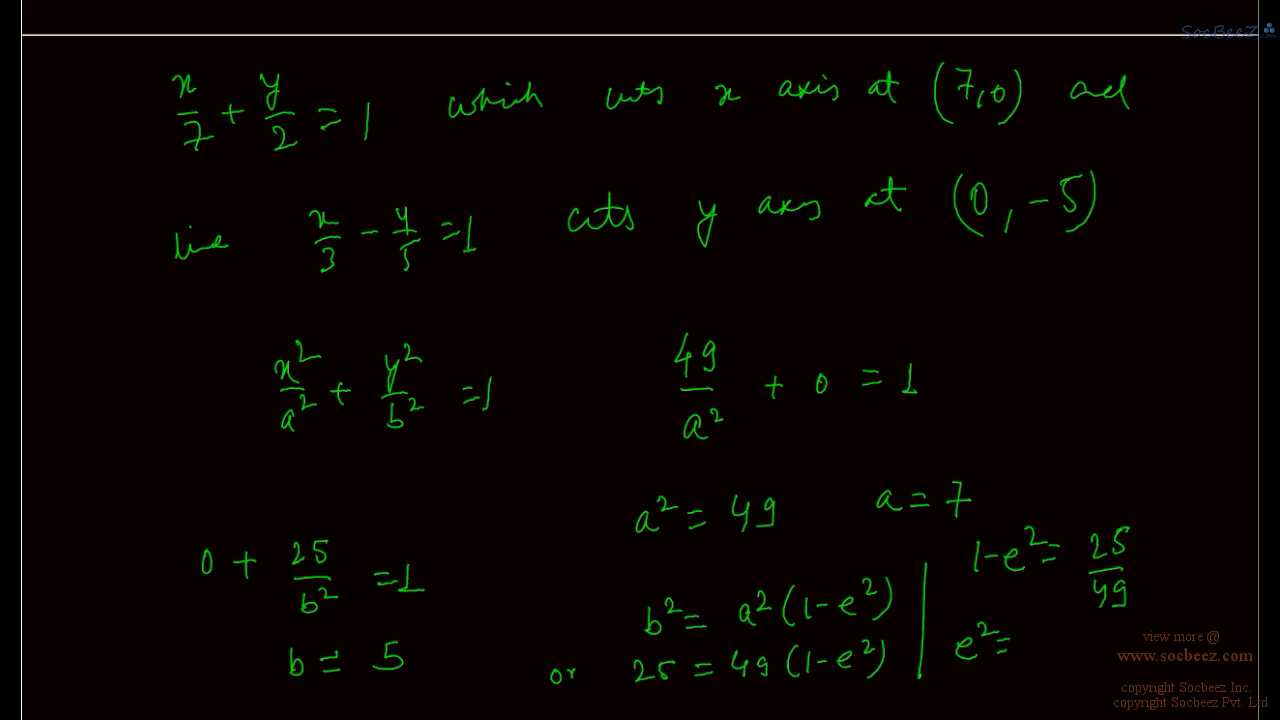 SocBeeZ.com
x/7 + y/2 = 1 which cuts x axis at (7,0) and
line x/3 - y/5 = 1 cuts y axis at (0, -5)
x²/a² + y²/b² = 1 49/a² + 0 = 1
a² = 49 a = 7
0 + 25/b² = 1
1-e² = 25/49
b² = a²(1-e²)
b = 5
or 25 = 49(1-e²)
e² =
view more @
www.socbeez.com
copyright Socbeez Inc.
copyright Socbeez Pvt. Ltd.